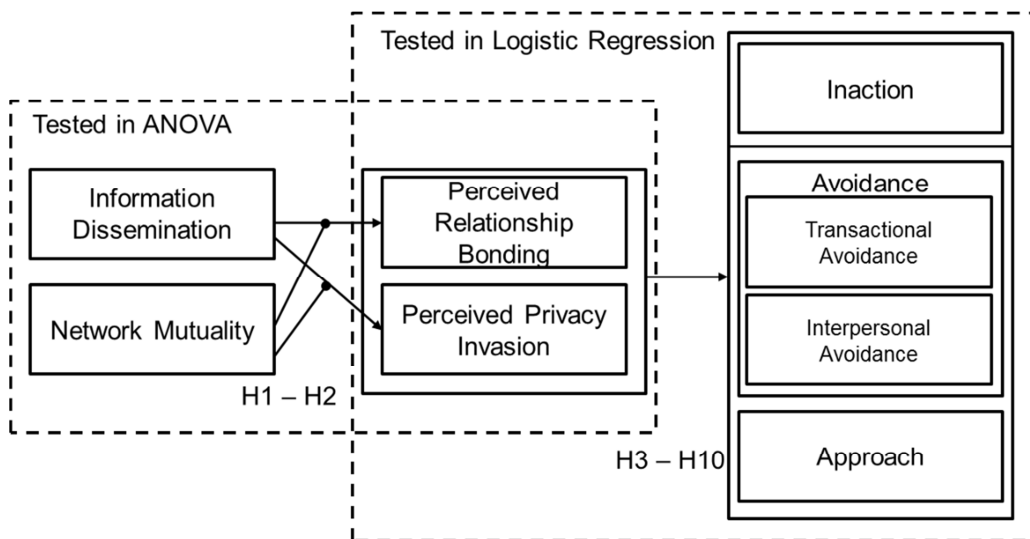 Tested in Logistic Regression
Tested in ANOVA
Information
Dissemination
Network Mutuality
H1 – H2
Perceived
Relationship
Bonding
Perceived Privacy
Invasion
H3 – H10
Inaction
Avoidance
Transactional
Avoidance
Interpersonal
Avoidance
Approach